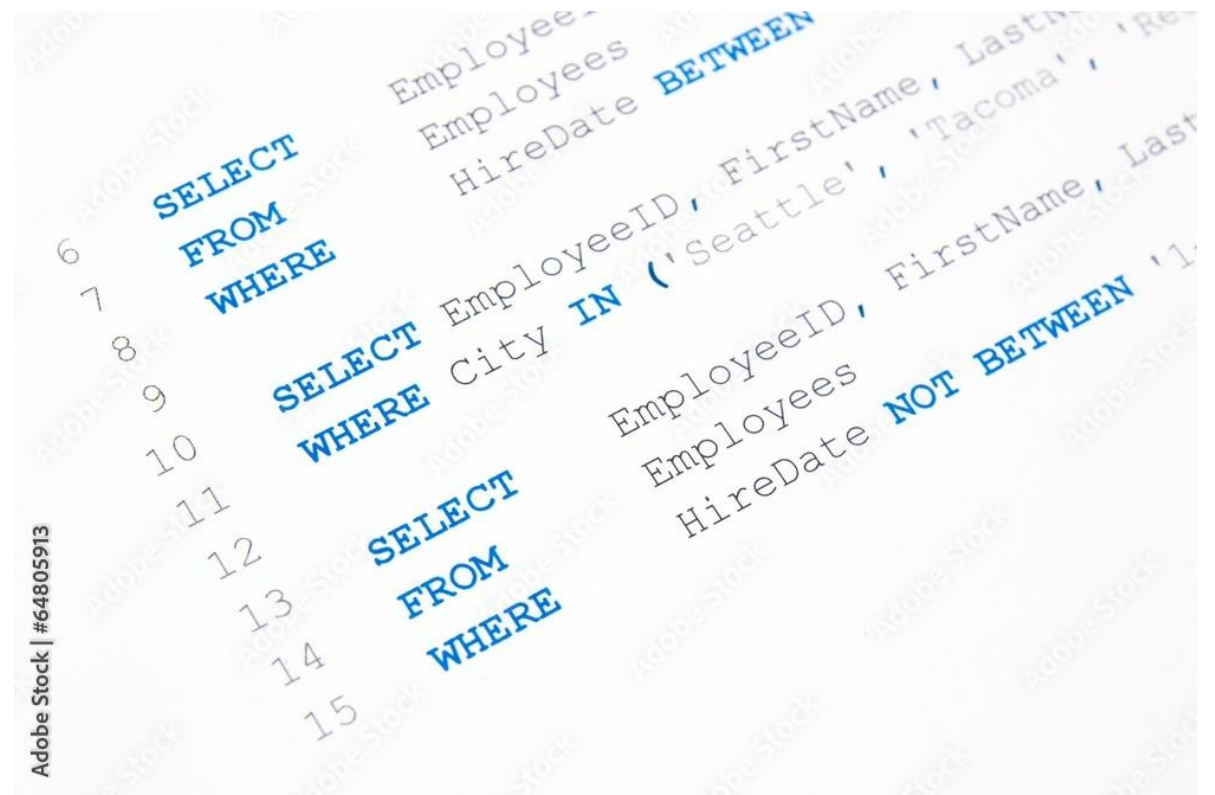 6 SELECT EmployeeI
7 FROM Employees
8 WHERE HireDate BETWEEN
9
10 SELECT EmployeeID, FirstName, LastN
11 WHERE City IN ('Seattle', 'Tacoma', 'Re
12
13 SELECT EmployeeID, FirstName, Last
14 FROM Employees
15 WHERE HireDate NOT BETWEEN '1
Adobe Stock | #64805913